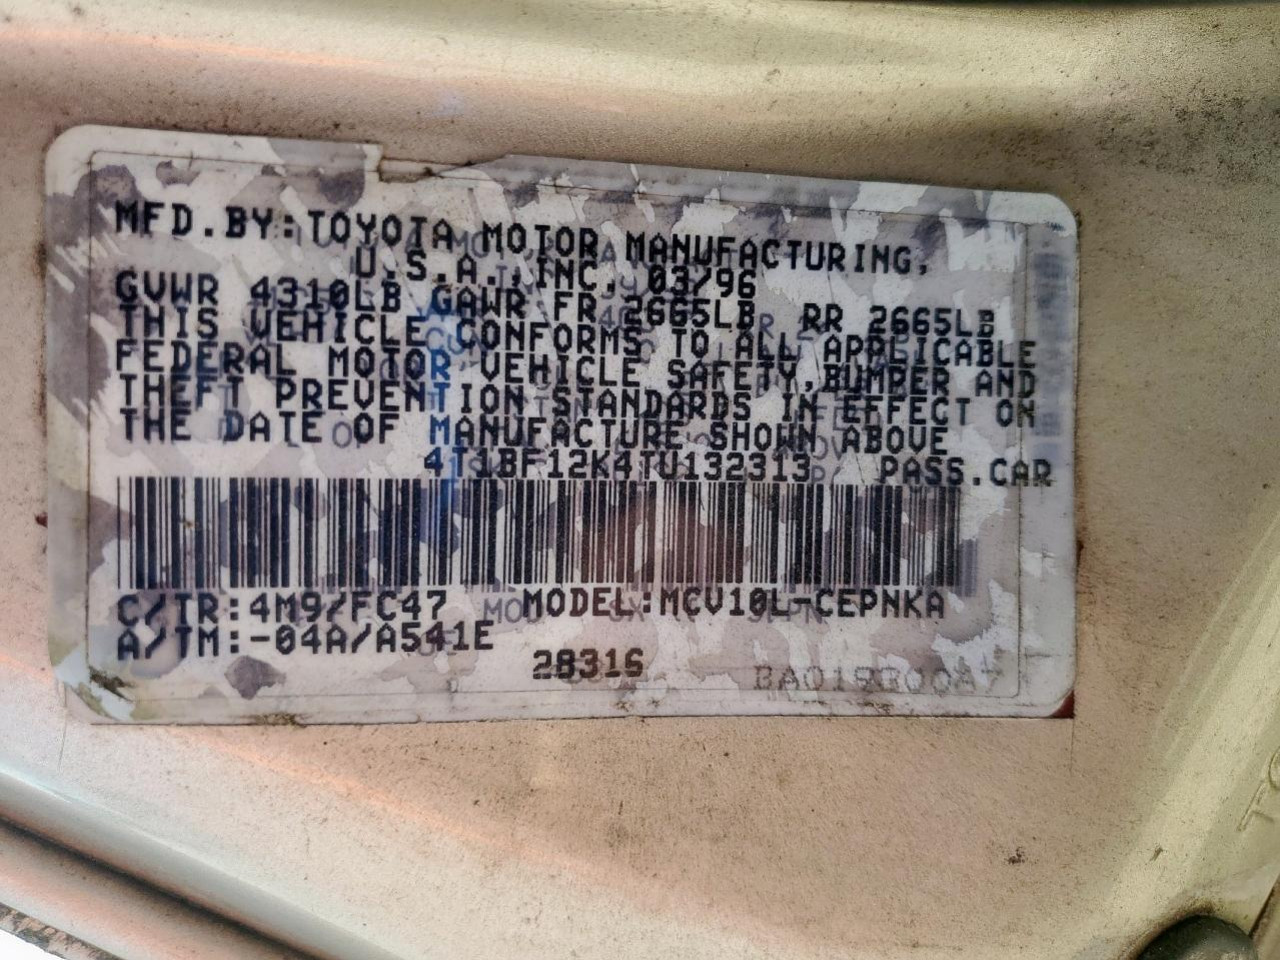 MFD.BY:TOYOTA MOTOR MANUFACTURING,
U.S.A.,INC. 03/96
GVWR 4310LB GAWR FR 2665LB RR 2665LB
THIS VEHICLE CONFORMS TO ALL APPLICABLE
FEDERAL MOTOR VEHICLE SAFETY,BUMPER AND
THEFT PREVENTION STANDARDS IN EFFECT ON
THE DATE OF MANUFACTURE SHOWN ABOVE
4T1BF12K4TU132313 PASS.CAR
C/TR:4M9/FC47 MODEL:MCV10L-CEPNKA
A/TM:-04A/A541E
28316